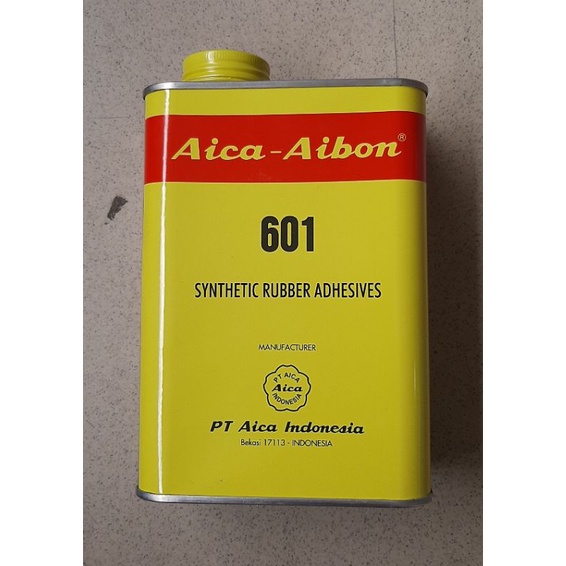 Aica-Aibon®
601
SYNTHETIC RUBBER ADHESIVES
MANUFACTURER
PT AICA
Aica
INDONESIA
PT Aica Indonesia
Bekasi 17113 - INDONESIA